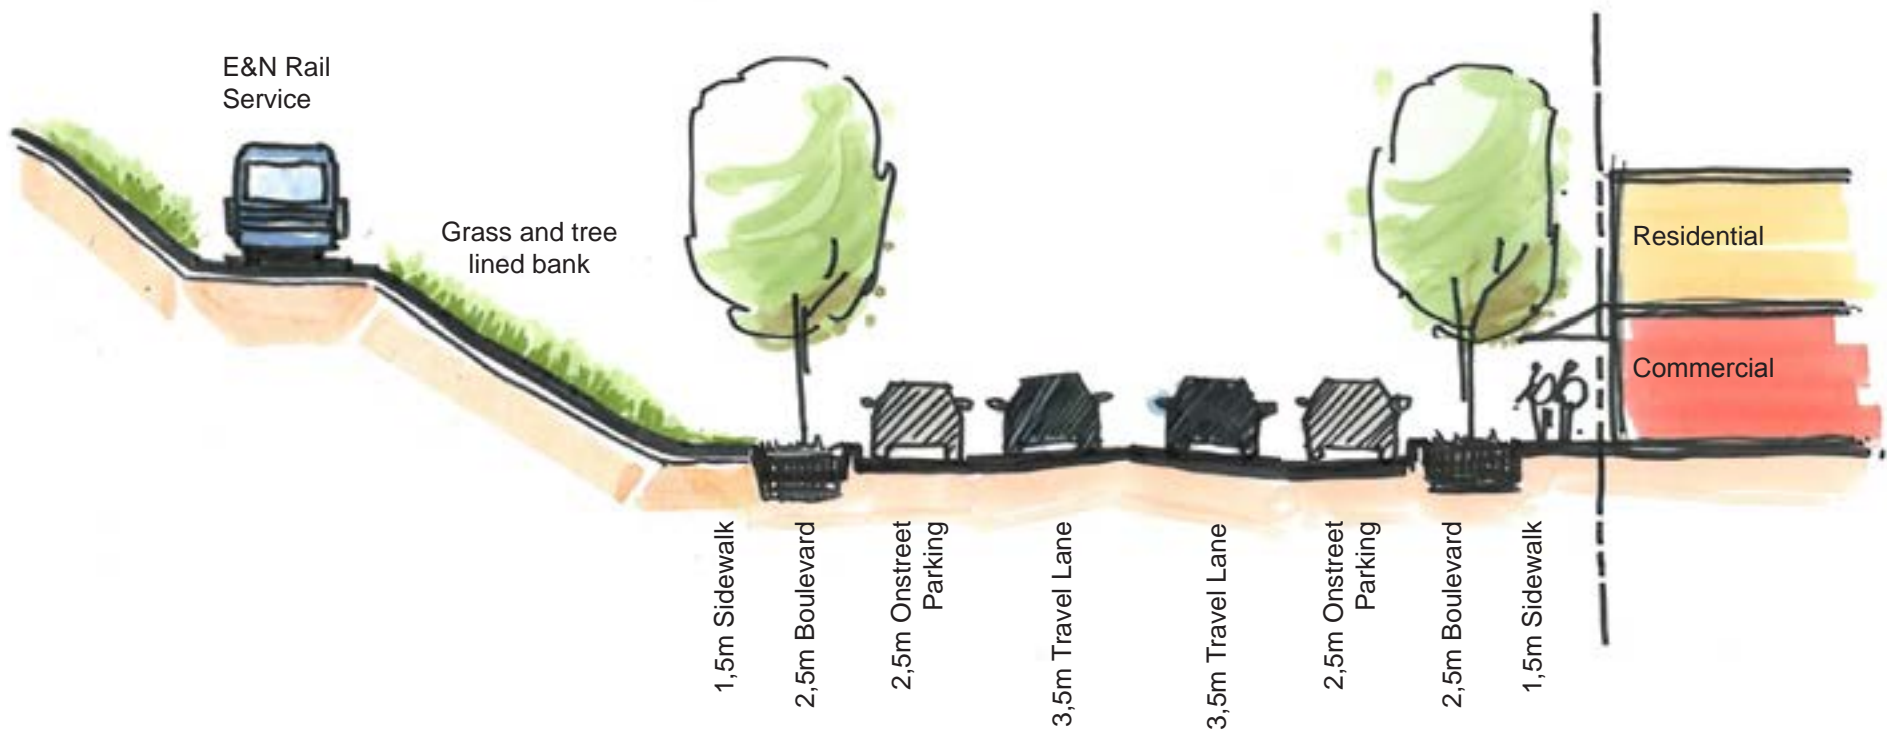 E&N Rail
Service
Grass and tree
lined bank
Residential
Commercial
1,5m Sidewalk
2,5m Boulevard
2,5m Onstreet
Parking
3,5m Travel Lane
3,5m Travel Lane
2,5m Onstreet
Parking
2,5m Boulevard
1,5m Sidewalk